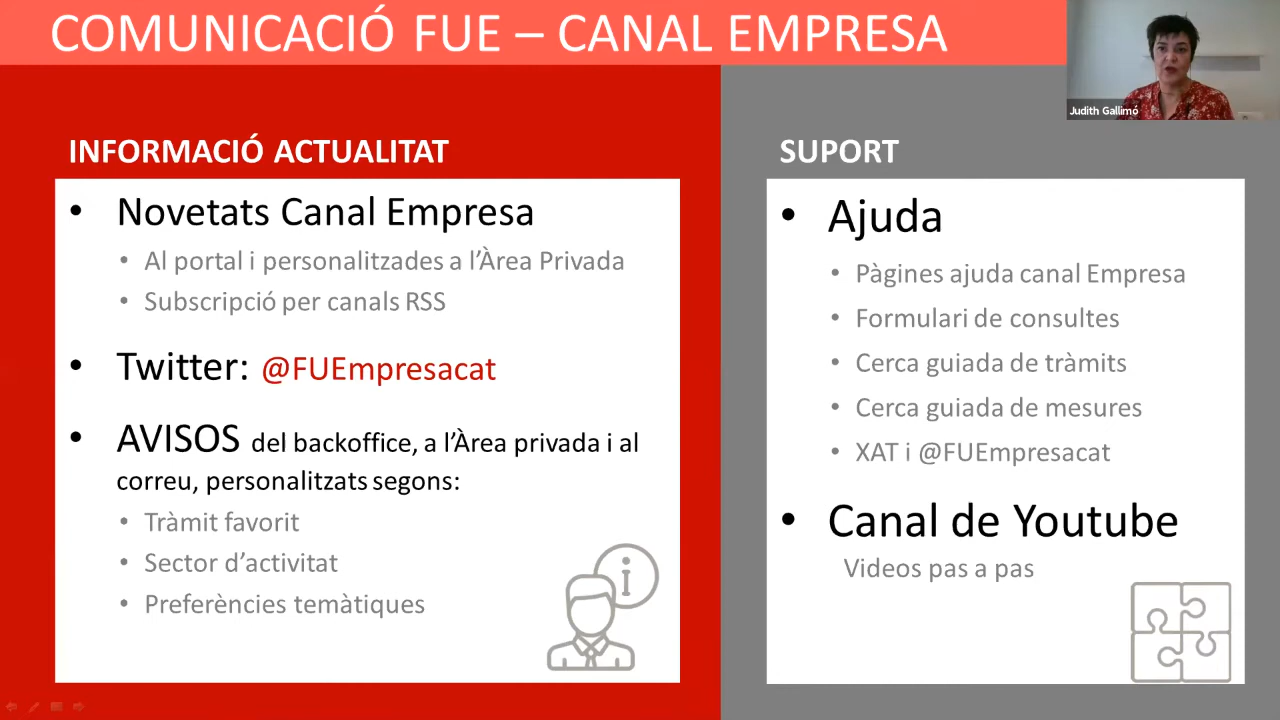 COMUNICACIÓ FUE – CANAL EMPRESA
Judith Gallimó
INFORMACIÓ ACTUALITAT
• Novetats Canal Empresa
• Al portal i personalitzades a l’Àrea Privada
• Subscripció per canals RSS
• Twitter: @FUEmpresacat
• AVISOS del backoffice, a l’Àrea privada i al
correu, personalitzats segons:
• Tràmit favorit
• Sector d’activitat
• Preferències temàtiques
SUPORT
• Ajuda
• Pàgines ajuda canal Empresa
• Formulari de consultes
• Cerca guiada de tràmits
• Cerca guiada de mesures
• XAT i @FUEmpresacat
• Canal de Youtube
Videos pas a pas